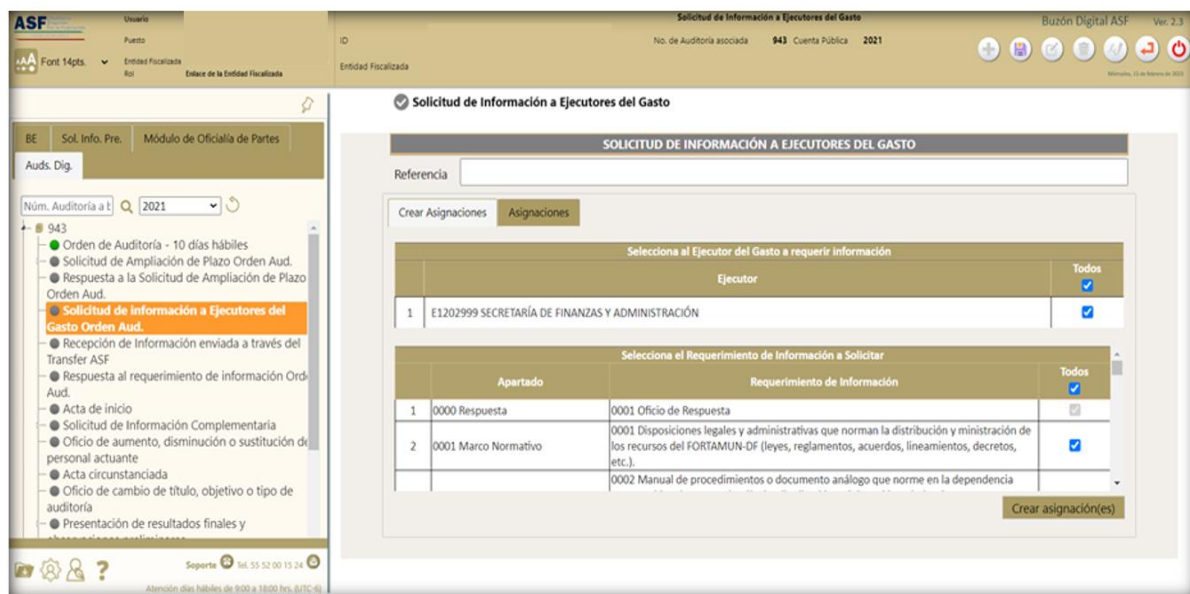 ASF
Usuario
Puesto
AAA Font 14pts.
Entidad Fiscalizada
Rol Enlace de la Entidad Fiscalizada
ID
Entidad Fiscalizada
Solicitud de Información a Ejecutores del Gasto
No. de Auditoría asociada 943 Cuenta Pública 2021
Buzón Digital ASF Ver. 2.3
BE Sol. Info. Pre. Módulo de Oficialía de Partes
Auds. Dig.
Núm. Auditoría a b 2021
943
Orden de Auditoría - 10 días hábiles
Solicitud de Ampliación de Plazo Orden Aud.
Respuesta a la Solicitud de Ampliación de Plazo
Orden Aud.
Solicitud de información a Ejecutores del
Gasto Orden Aud.
Recepción de Información enviada a través del
Transfer ASF
Respuesta al requerimiento de información Ord
Aud.
Acta de inicio
Solicitud de Información Complementaria
Oficio de aumento, disminución o sustitución de
personal actuante
Acta circunstanciada
Oficio de cambio de título, objetivo o tipo de
auditoría
Presentación de resultados finales y
Soporte Tel. 55 52 00 15 24
Atención días hábiles de 9:00 a 18:00 hrs. (UTC-6)
Solicitud de Información a Ejecutores del Gasto
SOLICITUD DE INFORMACIÓN A EJECUTORES DEL GASTO
Referencia
Crear Asignaciones Asignaciones
Selecciona al Ejecutor del Gasto a requerir información
Ejecutor Todos
1 E1202999 SECRETARÍA DE FINANZAS Y ADMINISTRACIÓN
Selecciona el Requerimiento de Información a Solicitar
Apartado Requerimiento de Información Todos
1 0000 Respuesta 0001 Oficio de Respuesta
2 0001 Marco Normativo 0001 Disposiciones legales y administrativas que norman la distribución y ministración de
los recursos del FORTAMUN-DF (leyes, reglamentos, acuerdos, lineamientos, decretos,
etc.).
0002 Manual de procedimientos o documento análogo que norme en la dependencia
Crear asignación(es)